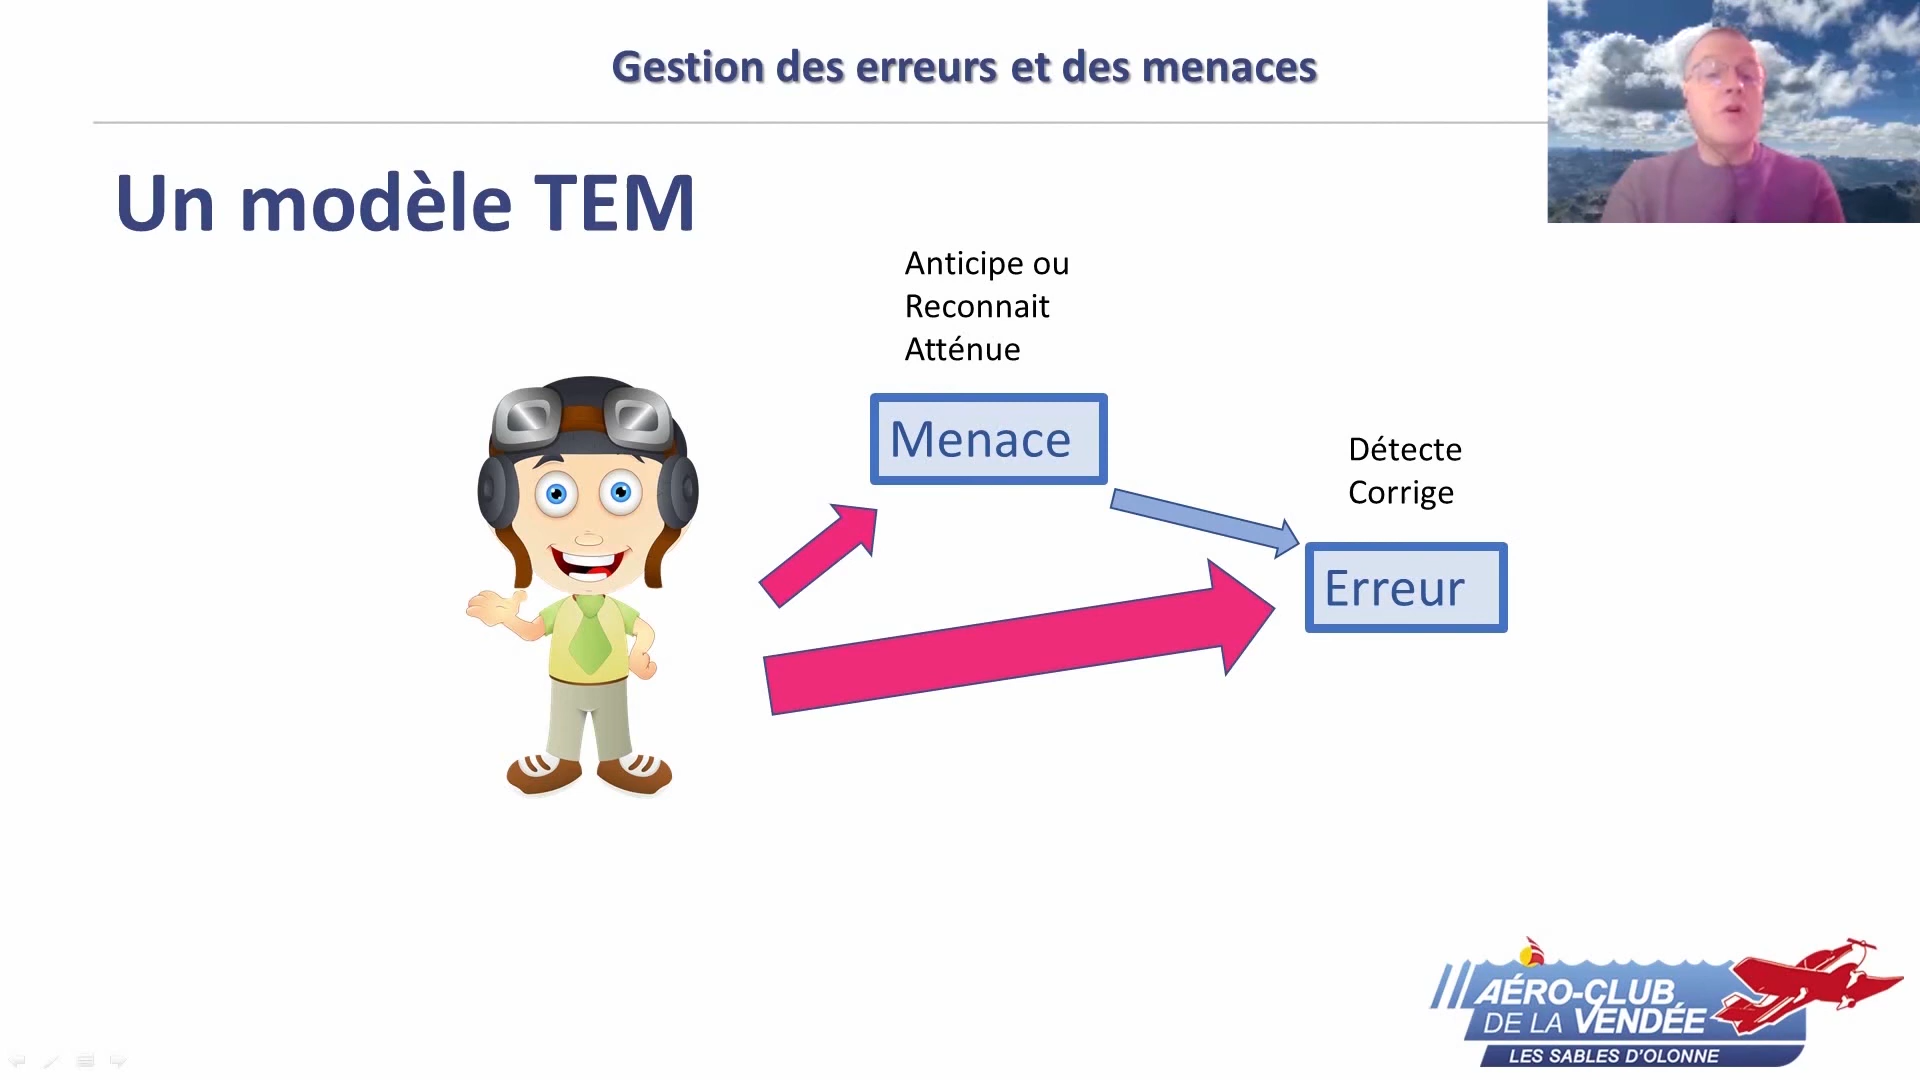 Gestion des erreurs et des menaces
Un modèle TEM
Anticipe ou
Reconnait
Atténue
Menace
Détecte
Corrige
Erreur
AÉRO-CLUB
DE LA VENDÉE
LES SABLES D'OLONNE